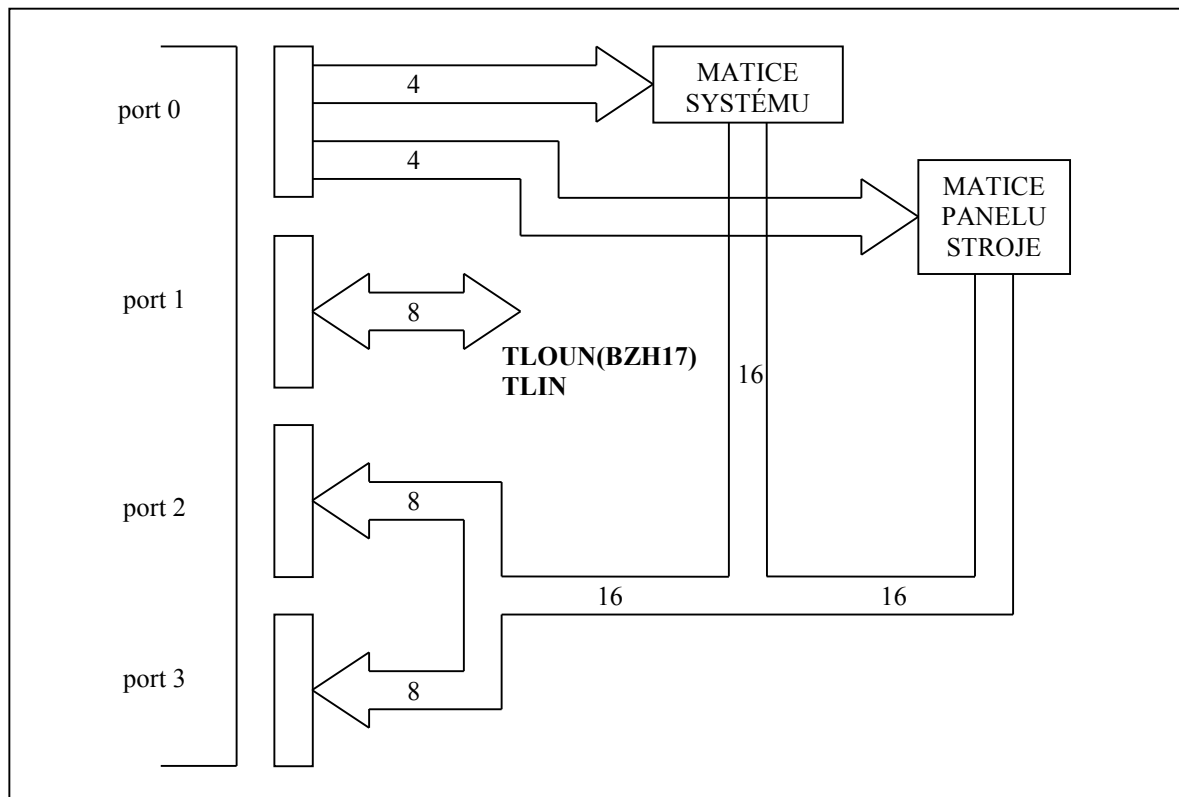 4
MATICE
SYSTÉMU
port 0
4
MATICE
PANELU
STROJE
port 1
8
TLOUN(BZH17)
TLIN
16
port 2
8
16
16
port 3
8